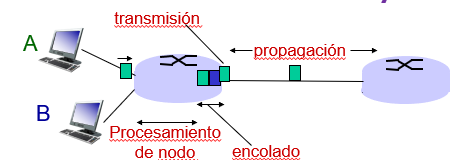 transmisión
A
propagación
B
Procesamiento
de nodo
encolado